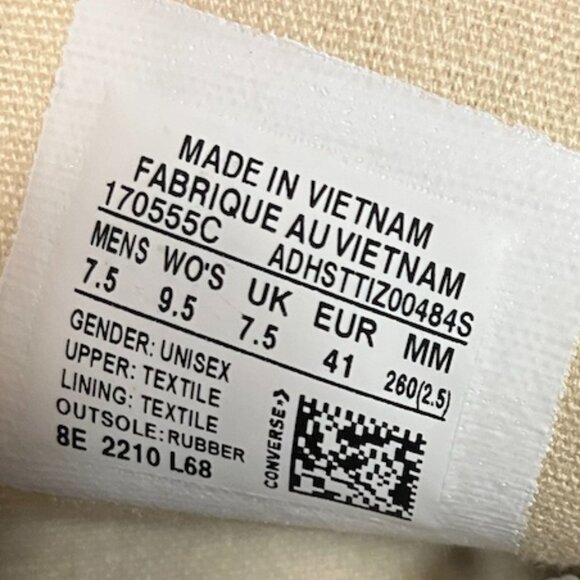 MADE IN VIETNAM
FABRIQUE AU VIETNAM
170555C ADHSTTIZ00484S
MENS WO'S UK EUR MM
7.5 9.5 7.5 41 260(2.5)
GENDER: UNISEX
UPPER: TEXTILE
LINING: TEXTILE
OUTSOLE: RUBBER
8E 2210 L68
CONVERSE